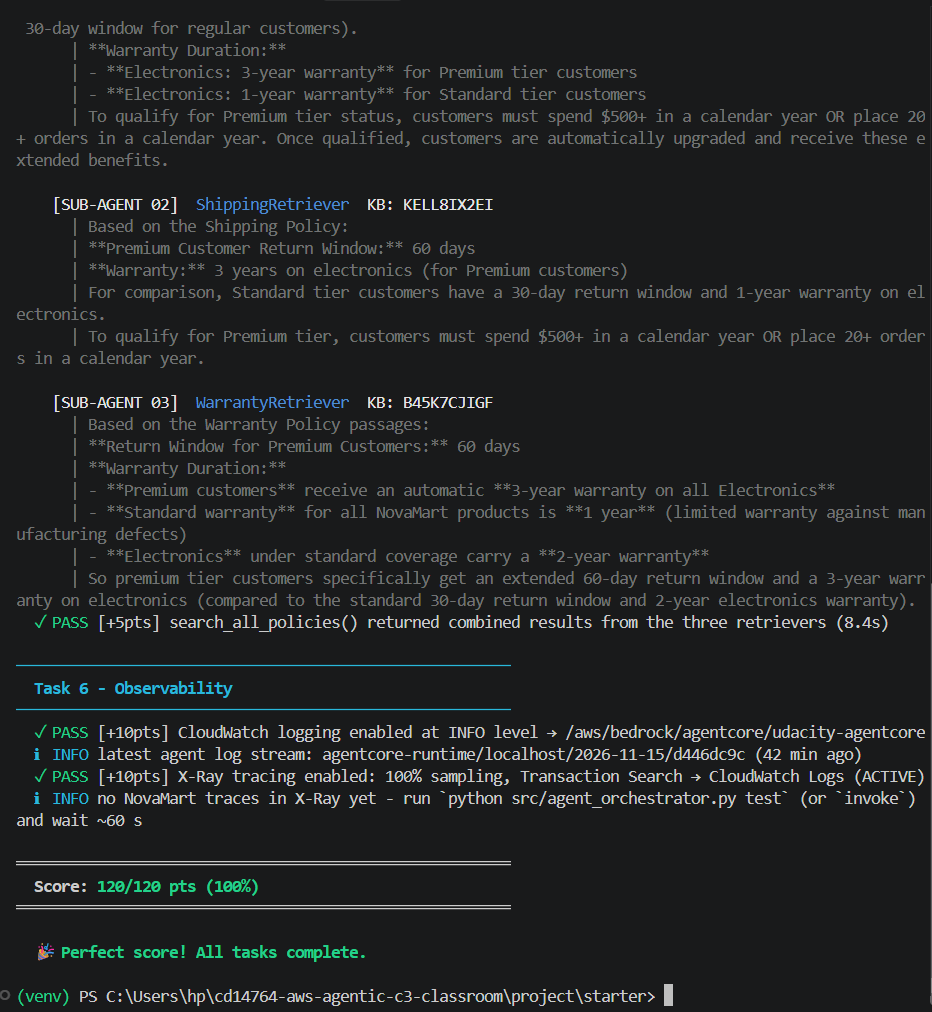 30-day window for regular customers).
| **Warranty Duration:**
| - **Electronics: 3-year warranty** for Premium tier customers
| - **Electronics: 1-year warranty** for Standard tier customers
| To qualify for Premium tier status, customers must spend $500+ in a calendar year OR place 20
+ orders in a calendar year. Once qualified, customers are automatically upgraded and receive these e
xtended benefits.
[SUB-AGENT 02] ShippingRetriever KB: KELL8IX2EI
| Based on the Shipping Policy:
| **Premium Customer Return Window:** 60 days
| **Warranty:** 3 years on electronics (for Premium customers)
| For comparison, Standard tier customers have a 30-day return window and 1-year warranty on el
ectronics.
| To qualify for Premium tier, customers must spend $500+ in a calendar year OR place 20+ order
s in a calendar year.
[SUB-AGENT 03] WarrantyRetriever KB: B45K7CJIGF
| Based on the Warranty Policy passages:
| **Return Window for Premium Customers:** 60 days
| **Warranty Duration:**
| - **Premium customers** receive an automatic **3-year warranty on all Electronics**
| - **Standard warranty** for all NovaMart products is **1 year** (limited warranty against man
ufacturing defects)
| - **Electronics** under standard coverage carry a **2-year warranty**
| So premium tier customers specifically get an extended 60-day return window and a 3-year warr
anty on electronics (compared to the standard 30-day return window and 2-year electronics warranty).
✓ PASS [+5pts] search_all_policies() returned combined results from the three retrievers (8.4s)
Task 6 - Observability
✓ PASS [+10pts] CloudWatch logging enabled at INFO level → /aws/bedrock/agentcore/udacity-agentcore
ℹ INFO latest agent log stream: agentcore-runtime/localhost/2026-11-15/d446dc9c (42 min ago)
✓ PASS [+10pts] X-Ray tracing enabled: 100% sampling, Transaction Search → CloudWatch Logs (ACTIVE)
ℹ INFO no NovaMart traces in X-Ray yet - run `python src/agent_orchestrator.py test` (or `invoke`)
and wait ~60 s
Score: 120/120 pts (100%)
🎉 Perfect score! All tasks complete.
(venv) PS C:\Users\hp\cd14764-aws-agentic-c3-classroom\project\starter>